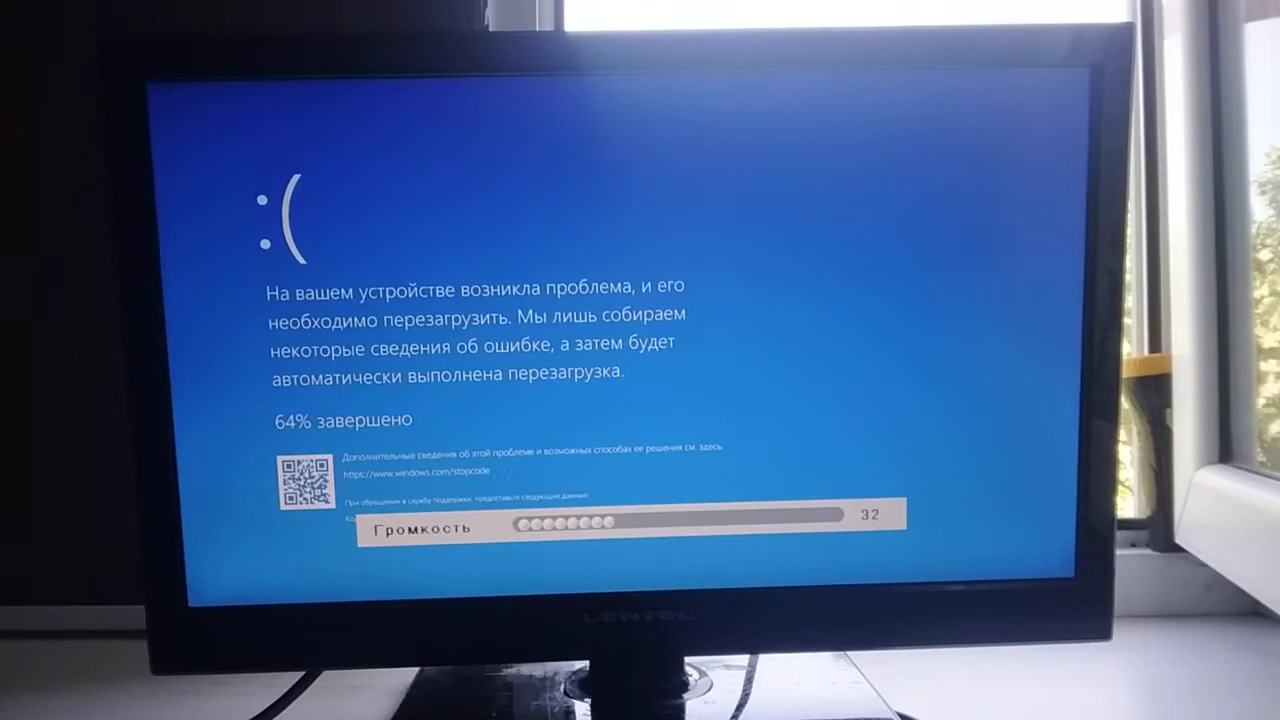 :(
На вашем устройстве возникла проблема, и его
необходимо перезагрузить. Мы лишь собираем
некоторые сведения об ошибке, а затем будет
автоматически выполнена перезагрузка.
64% завершено
Дополнительные сведения об этой проблеме и возможных способах ее решения см. здесь:
https://www.windows.com/stopcode
При обращении в службу поддержки, предоставьте следующие данные:
Громкость 32
LENTEL